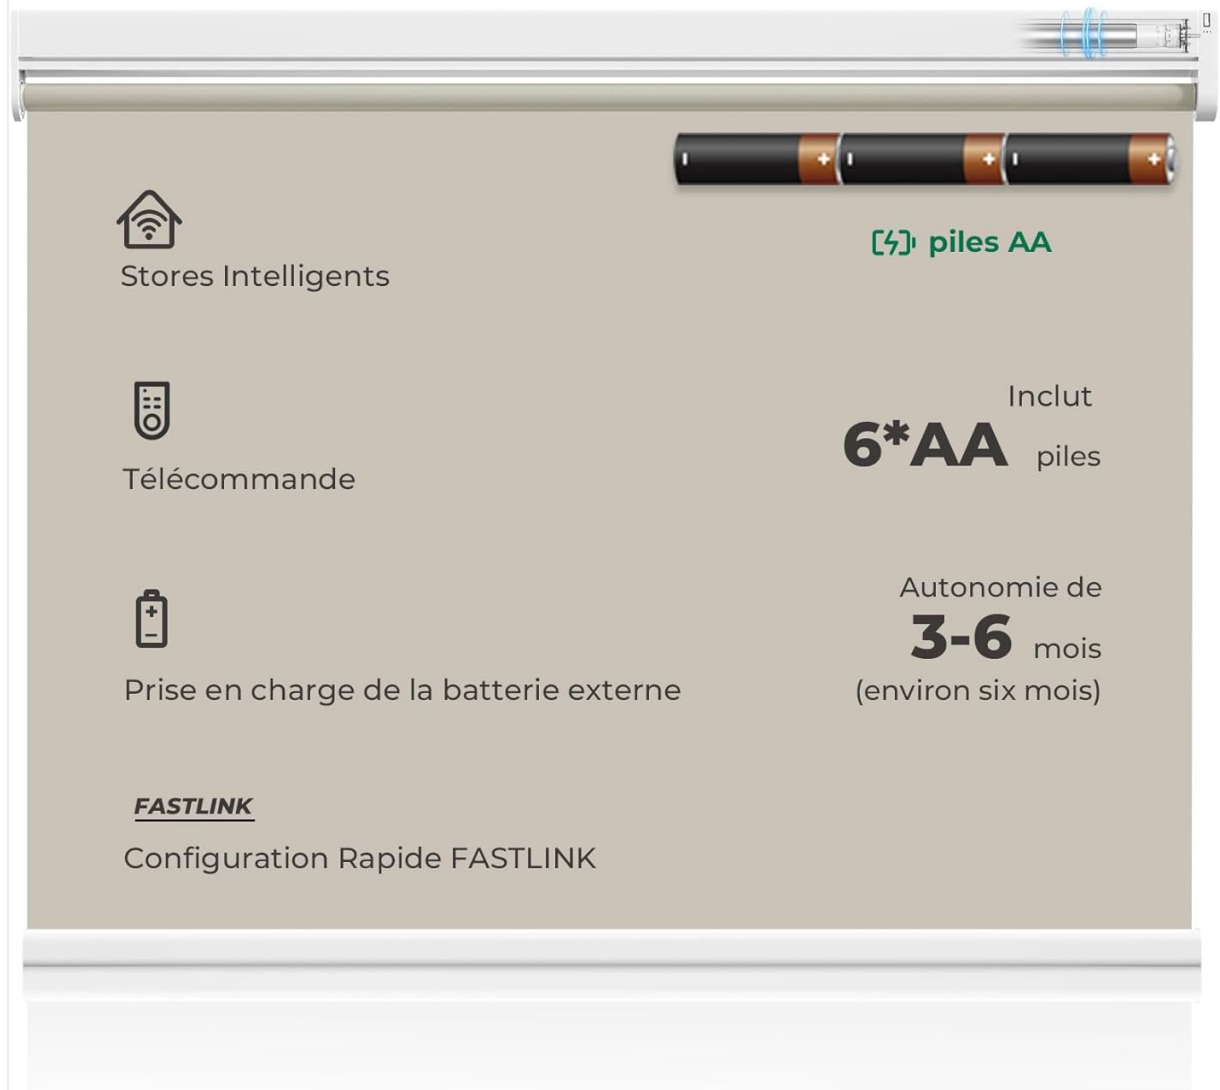 piles AA
Stores Intelligents
Inclut
6*AA piles
Télécommande
Autonomie de
3-6 mois
(environ six mois)
Prise en charge de la batterie externe
FASTLINK
Configuration Rapide FASTLINK